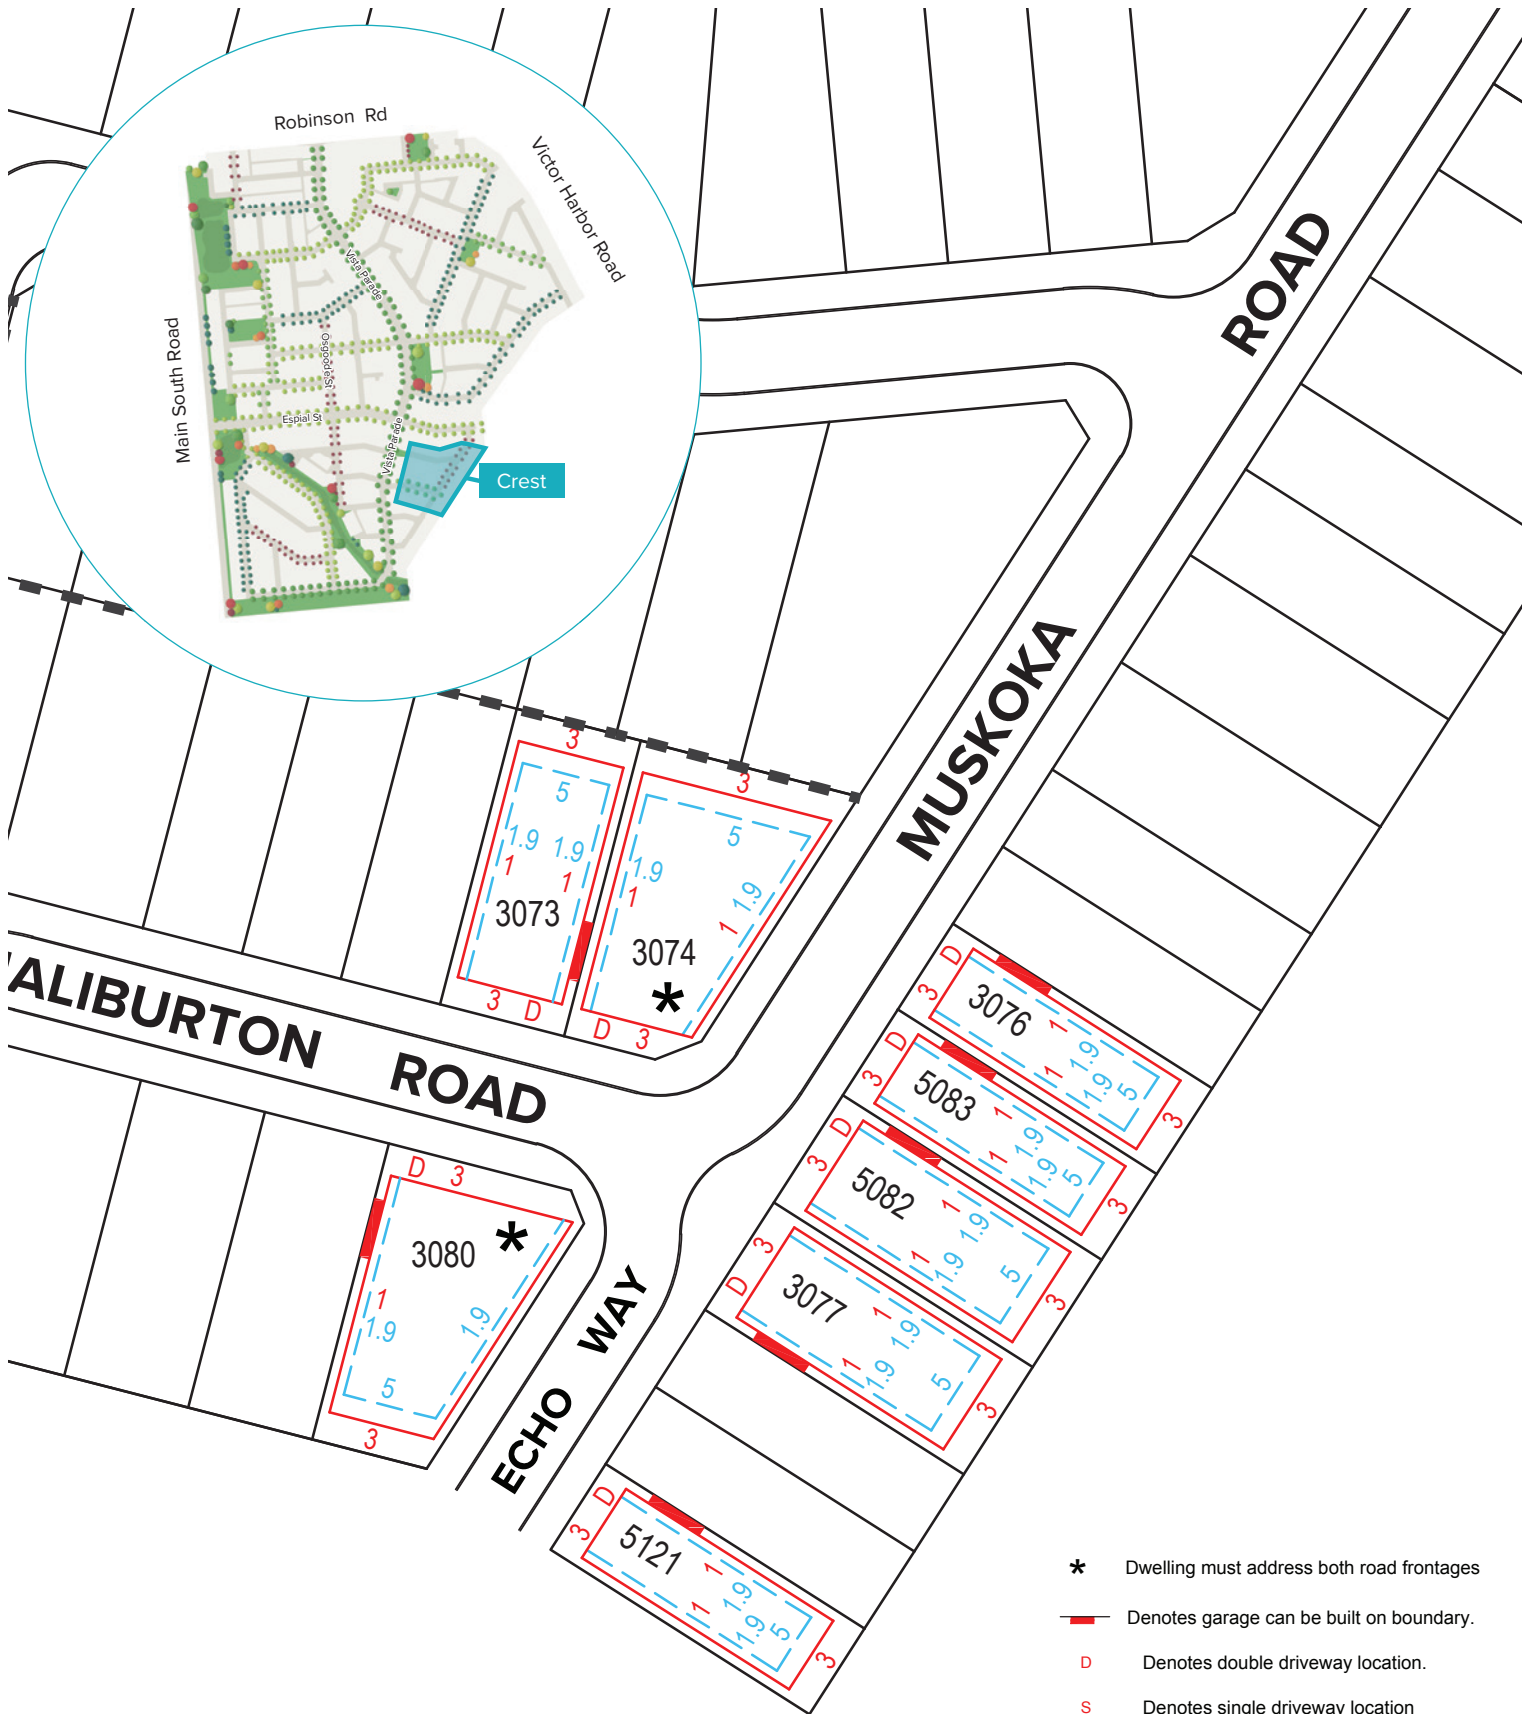 Robinson Rd
Victor Harbor Road
Main South Road
Vista Parade
Osgoode St
Espial St
Vista Parade
Crest
ROAD
MUSKOKA
3
5
1.9
1.9
1
1
3073
3
D
3
5
1.9
1
1.9
1
3074
*
D
3
ALIBURTON ROAD
D
3
3076
1
1.9
1
1.9
5
3
D
3
5083
1
1.9
1
1.9
5
3
D
3
5082
1
1.9
1
1.9
5
3
3
D
3077
1
1.9
1
1.9
5
3
D 3
3080
*
1
1.9
1.9
5
3
ECHO WAY
D
3
5121
1
1.9
1
1.9
5
3
* Dwelling must address both road frontages
Denotes garage can be built on boundary.
D Denotes double driveway location.
S Denotes single driveway location